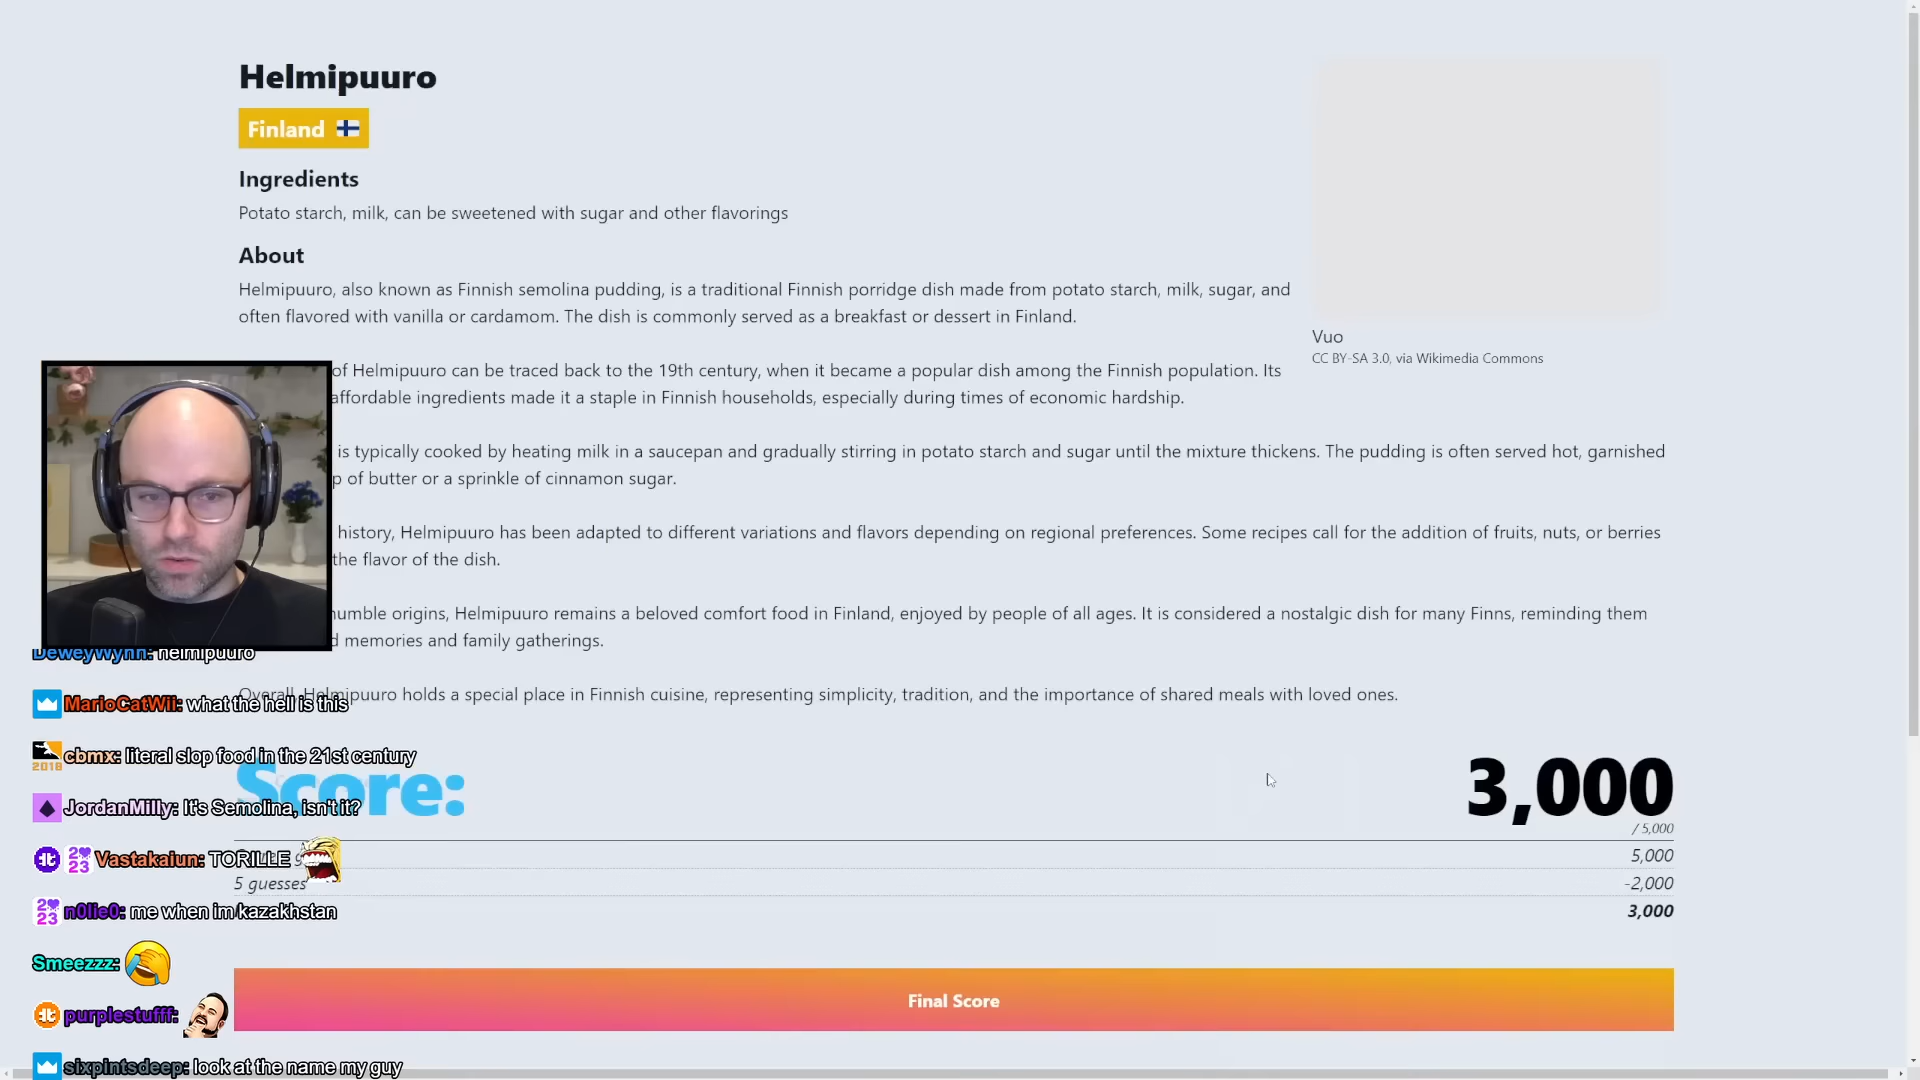 Helmipuuro
Finland
Ingredients
Potato starch, milk, can be sweetened with sugar and other flavorings
About
Helmipuuro, also known as Finnish semolina pudding, is a traditional Finnish porridge dish made from potato starch, milk, sugar, and
often flavored with vanilla or cardamom. The dish is commonly served as a breakfast or dessert in Finland.
Vuo
CC BY-SA 3.0, via Wikimedia Commons
of Helmipuuro can be traced back to the 19th century, when it became a popular dish among the Finnish population. Its
affordable ingredients made it a staple in Finnish households, especially during times of economic hardship.
is typically cooked by heating milk in a saucepan and gradually stirring in potato starch and sugar until the mixture thickens. The pudding is often served hot, garnished
of butter or a sprinkle of cinnamon sugar.
history, Helmipuuro has been adapted to different variations and flavors depending on regional preferences. Some recipes call for the addition of fruits, nuts, or berries
the flavor of the dish.
humble origins, Helmipuuro remains a beloved comfort food in Finland, enjoyed by people of all ages. It is considered a nostalgic dish for many Finns, reminding them
memories and family gatherings.
Overall, Helmipuuro holds a special place in Finnish cuisine, representing simplicity, tradition, and the importance of shared meals with loved ones.
DeweyWynn: helmipuuro
MarioCatWii: what the hell is this
cbmx: literal slop food in the 21st century
JordanMilly: It's Semolina, isn't it?
Vastakaiun: TORILLE
n0lie0: me when im kazakhstan
Smeezzz:
purplestufff:
sixpintsdeep: look at the name my guy
Score:
3,000
/ 5,000
5,000
5 guesses
-2,000
3,000
Final Score